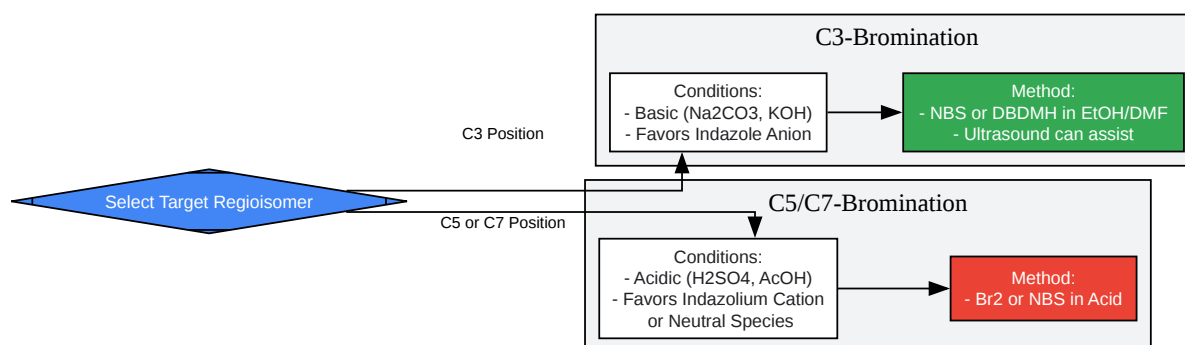 C3-Bromination
Conditions:
- Basic (Na2CO3, KOH)
- Favors Indazole Anion
Method:
- NBS or DBDMH in EtOH/DMF
- Ultrasound can assist
C3 Position
Select Target Regioisomer
C5 or C7 Position
C5/C7-Bromination
Conditions:
- Acidic (H2SO4, AcOH)
- Favors Indazolium Cation
or Neutral Species
Method:
- Br2 or NBS in Acid